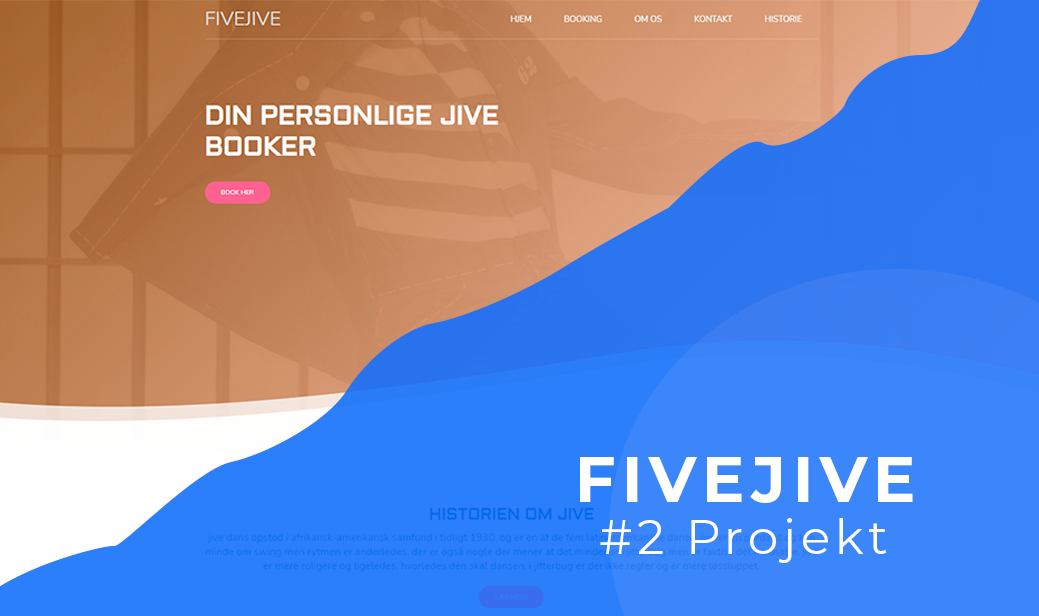 FIVEJIVE
HJEM BOOKING OM OS KONTAKT HISTORIE
DIN PERSONLIGE JIVE
BOOKER
BOOK HER
FIVEJIVE
#2 Projekt
HISTORIEN OM JIVE
jive dans opstod i afrikansk-amerikansk samfund i tidligt 1930. og er en af de fem
minde om swing men rytmen er anderledes. der er også nogle der mener at det
er mere roligere og ligeledes. hvorledes den skal danses, i jitterbug er der ikke regler og er mere løssluppet.